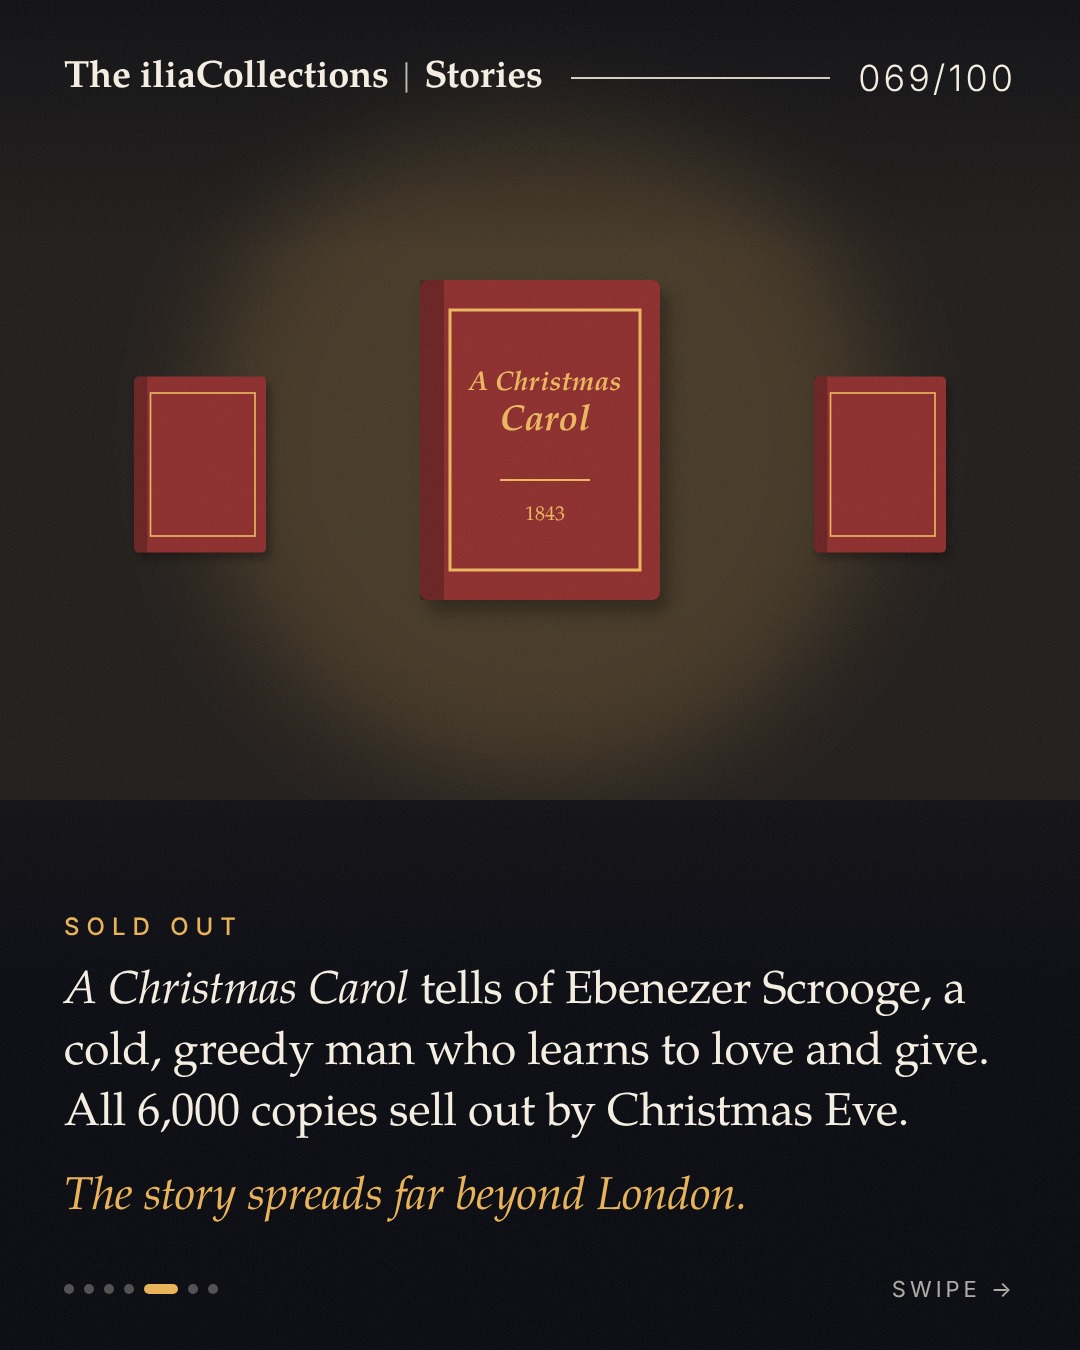 The iliaCollections | Stories 069/100
A Christmas
Carol
1843
SOLD OUT
A Christmas Carol tells of Ebenezer Scrooge, a
cold, greedy man who learns to love and give.
All 6,000 copies sell out by Christmas Eve.
The story spreads far beyond London.
SWIPE →